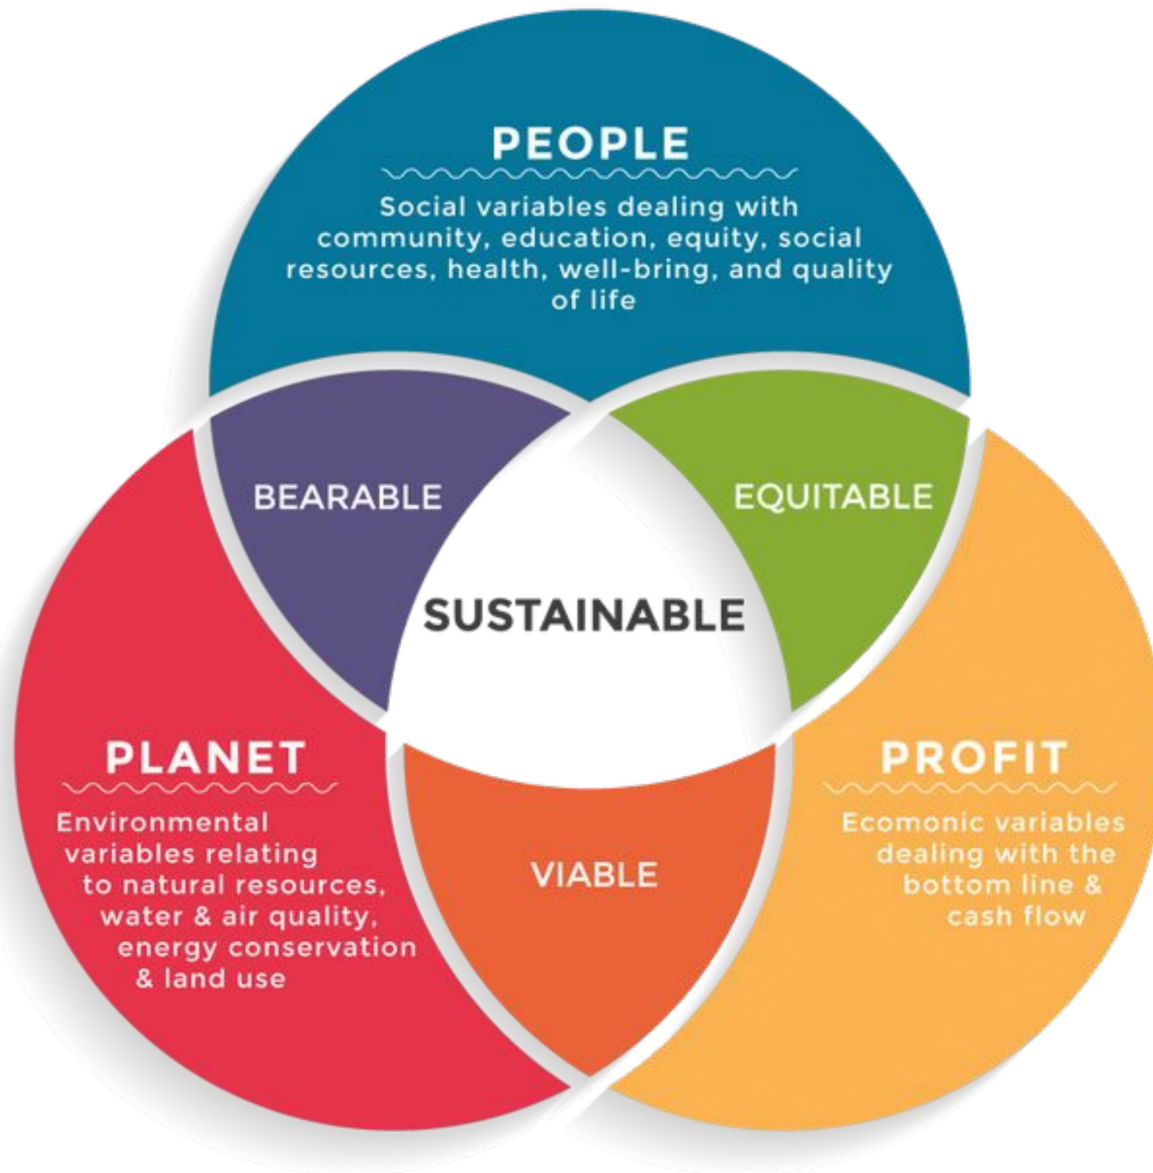 PEOPLE
Social variables dealing with
community, education, equity, social
resources, health, well-bring, and quality
of life
BEARABLE
EQUITABLE
SUSTAINABLE
PLANET
Environmental
variables relating
to natural resources,
water & air quality,
energy conservation
& land use
VIABLE
PROFIT
Ecomonic variables
dealing with the
bottom line &
cash flow